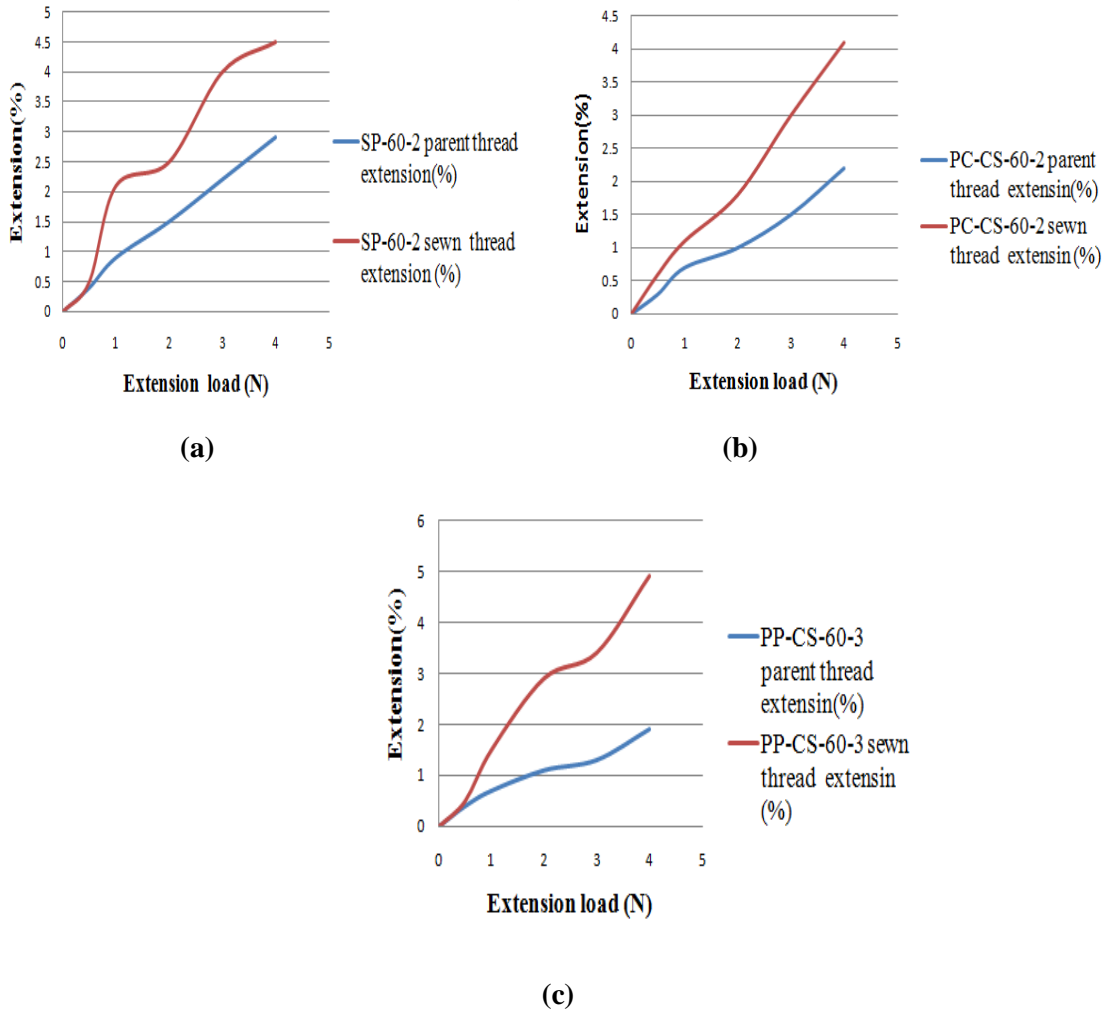 Extension(%)
5
4.5
4
3.5
3
2.5
2
1.5
1
0.5
0
0 1 2 3 4 5
Extension load (N)
SP-60-2 parent thread
extension(%)
SP-60-2 sewn thread
extension (%)
(a)
Extension(%)
4.5
4
3.5
3
2.5
2
1.5
1
0.5
0
0 1 2 3 4 5
Extension load (N)
PC-CS-60-2 parent
thread extensin(%)
PC-CS-60-2 sewn
thread extensin (%)
(b)
Extension(%)
6
5
4
3
2
1
0
0 1 2 3 4 5
Extension load (N)
PP-CS-60-3
parent thread
extensin(%)
PP-CS-60-3 sewn
thread extensin
(%)
(c)